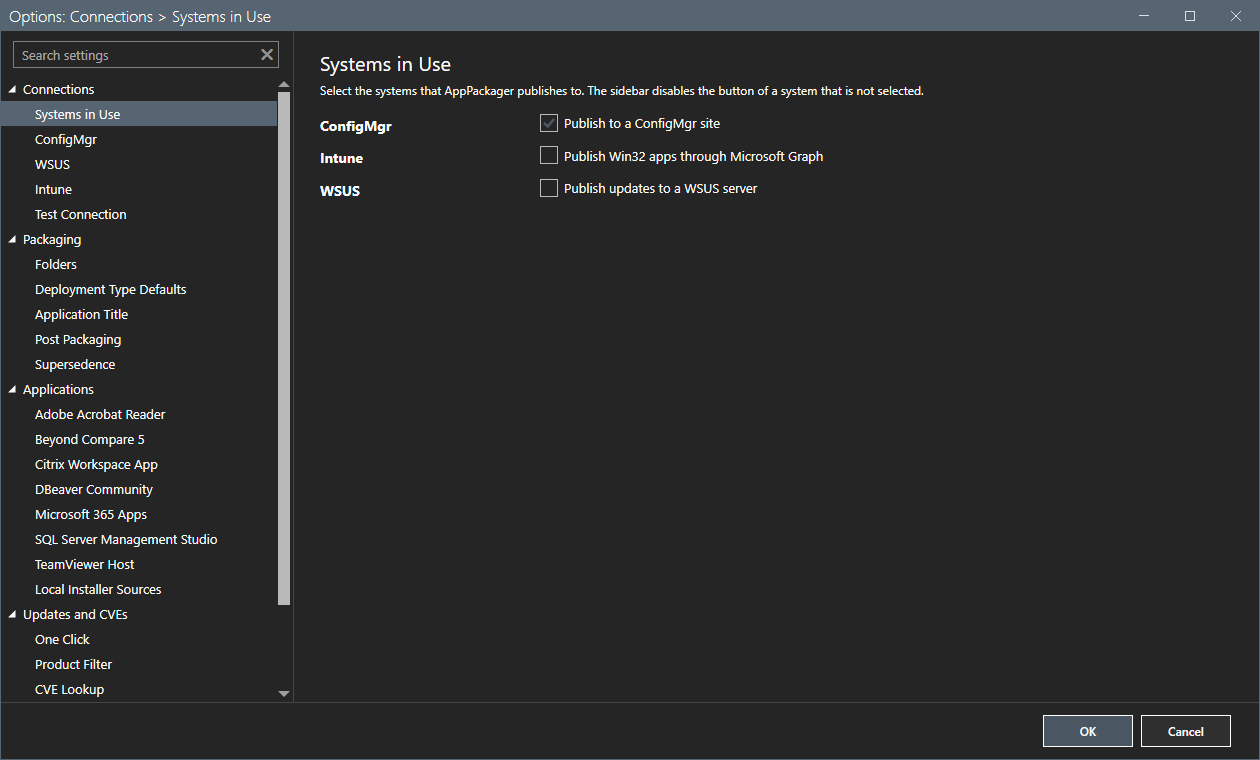 Options: Connections > Systems in Use
Search settings
Connections
Systems in Use
ConfigMgr
WSUS
Intune
Test Connection
Packaging
Folders
Deployment Type Defaults
Application Title
Post Packaging
Supersedence
Applications
Adobe Acrobat Reader
Beyond Compare 5
Citrix Workspace App
DBeaver Community
Microsoft 365 Apps
SQL Server Management Studio
TeamViewer Host
Local Installer Sources
Updates and CVEs
One Click
Product Filter
CVE Lookup
Systems in Use
Select the systems that AppPackager publishes to. The sidebar disables the button of a system that is not selected.
ConfigMgr Publish to a ConfigMgr site
Intune Publish Win32 apps through Microsoft Graph
WSUS Publish updates to a WSUS server
OK Cancel